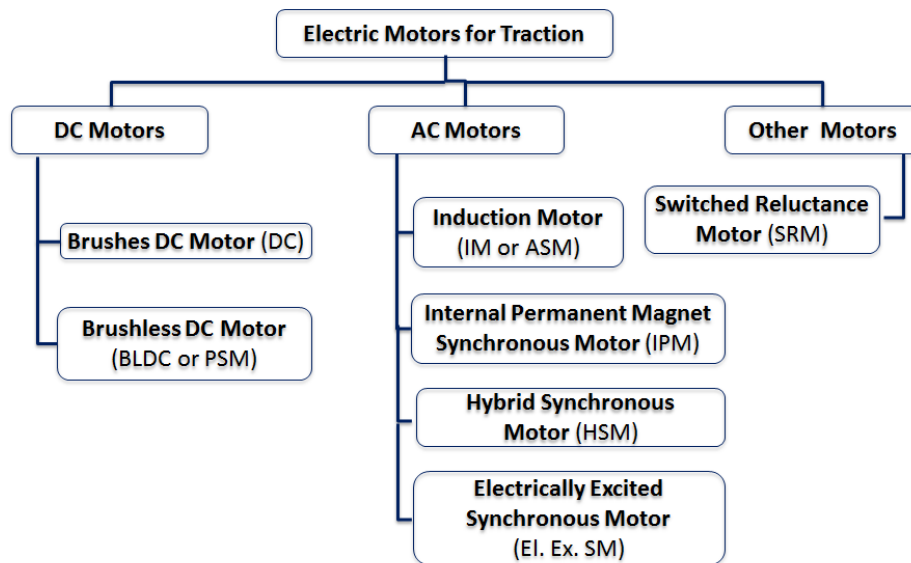 Electric Motors for Traction
DC Motors
AC Motors
Other  Motors
Brushes DC Motor (DC)
Brushless DC Motor
(BLDC or PSM)
Induction Motor
(IM or ASM)
Internal Permanent Magnet
Synchronous Motor (IPM)
Hybrid Synchronous
Motor (HSM)
Electrically Excited
Synchronous Motor
(El. Ex. SM)
Switched Reluctance
Motor (SRM)